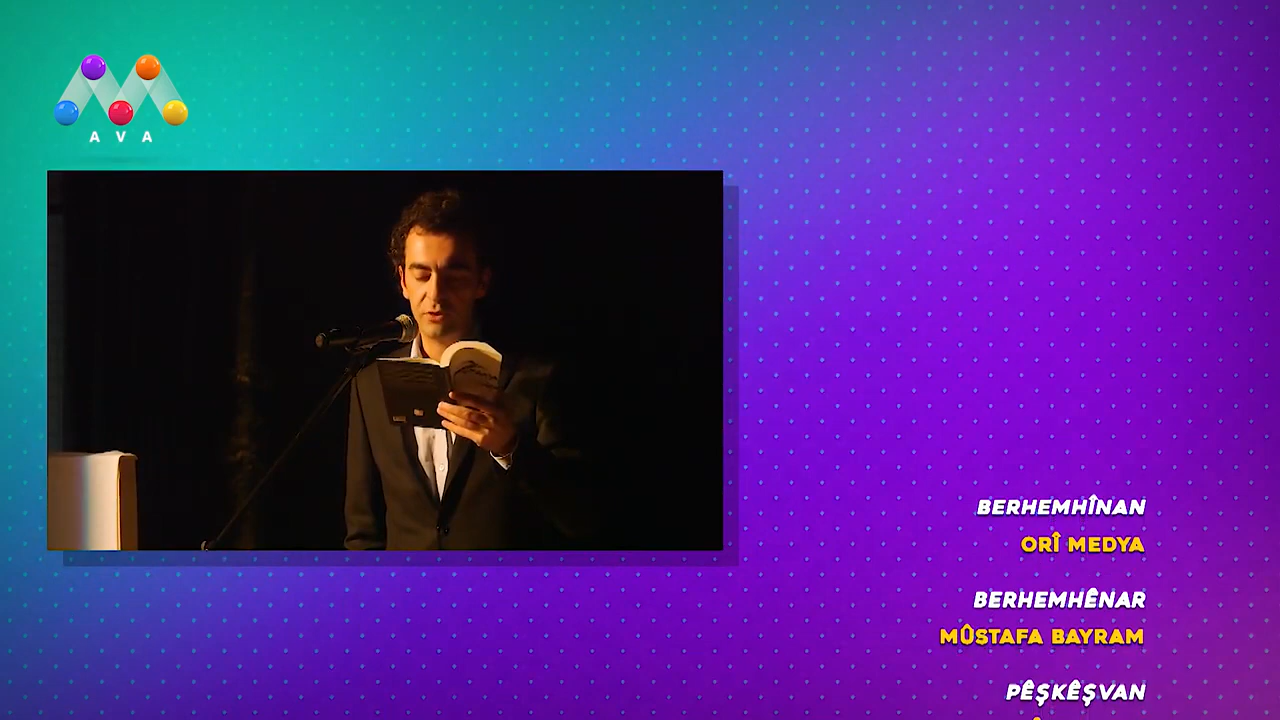 AVA
BERHEMHÎNAN
ORÎ MEDYA
BERHEMHÊNAR
MÛSTAFA BAYRAM
PÊŞKÊŞVAN